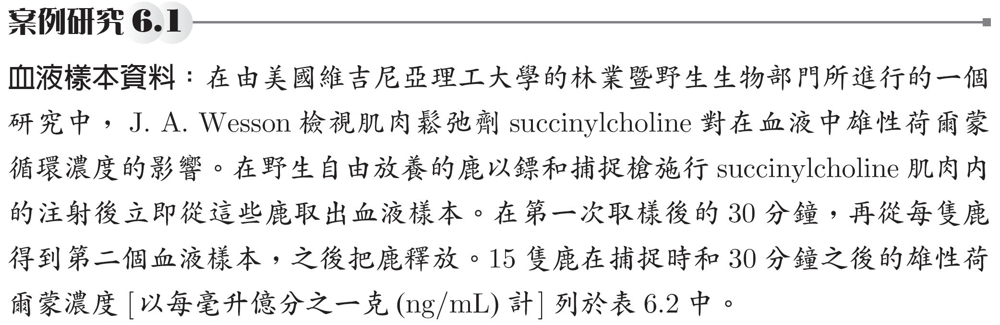 案例研究 6.1
血液樣本資料：在由美國維吉尼亞理工大學的林業暨野生生物部門所進行的一個
研究中，J. A. Wesson 檢視肌肉鬆弛劑 succinylcholine 對在血液中雄性荷爾蒙
循環濃度的影響。在野生自由放養的鹿以鏢和捕捉槍施行 succinylcholine 肌肉內
的注射後立即從這些鹿取出血液樣本。在第一次取樣後的 30 分鐘，再從每隻鹿
得到第二個血液樣本，之後把鹿釋放。15 隻鹿在捕捉時和 30 分鐘之後的雄性荷
爾蒙濃度 [以每毫升億分之一克 (ng/mL) 計] 列於表 6.2 中。